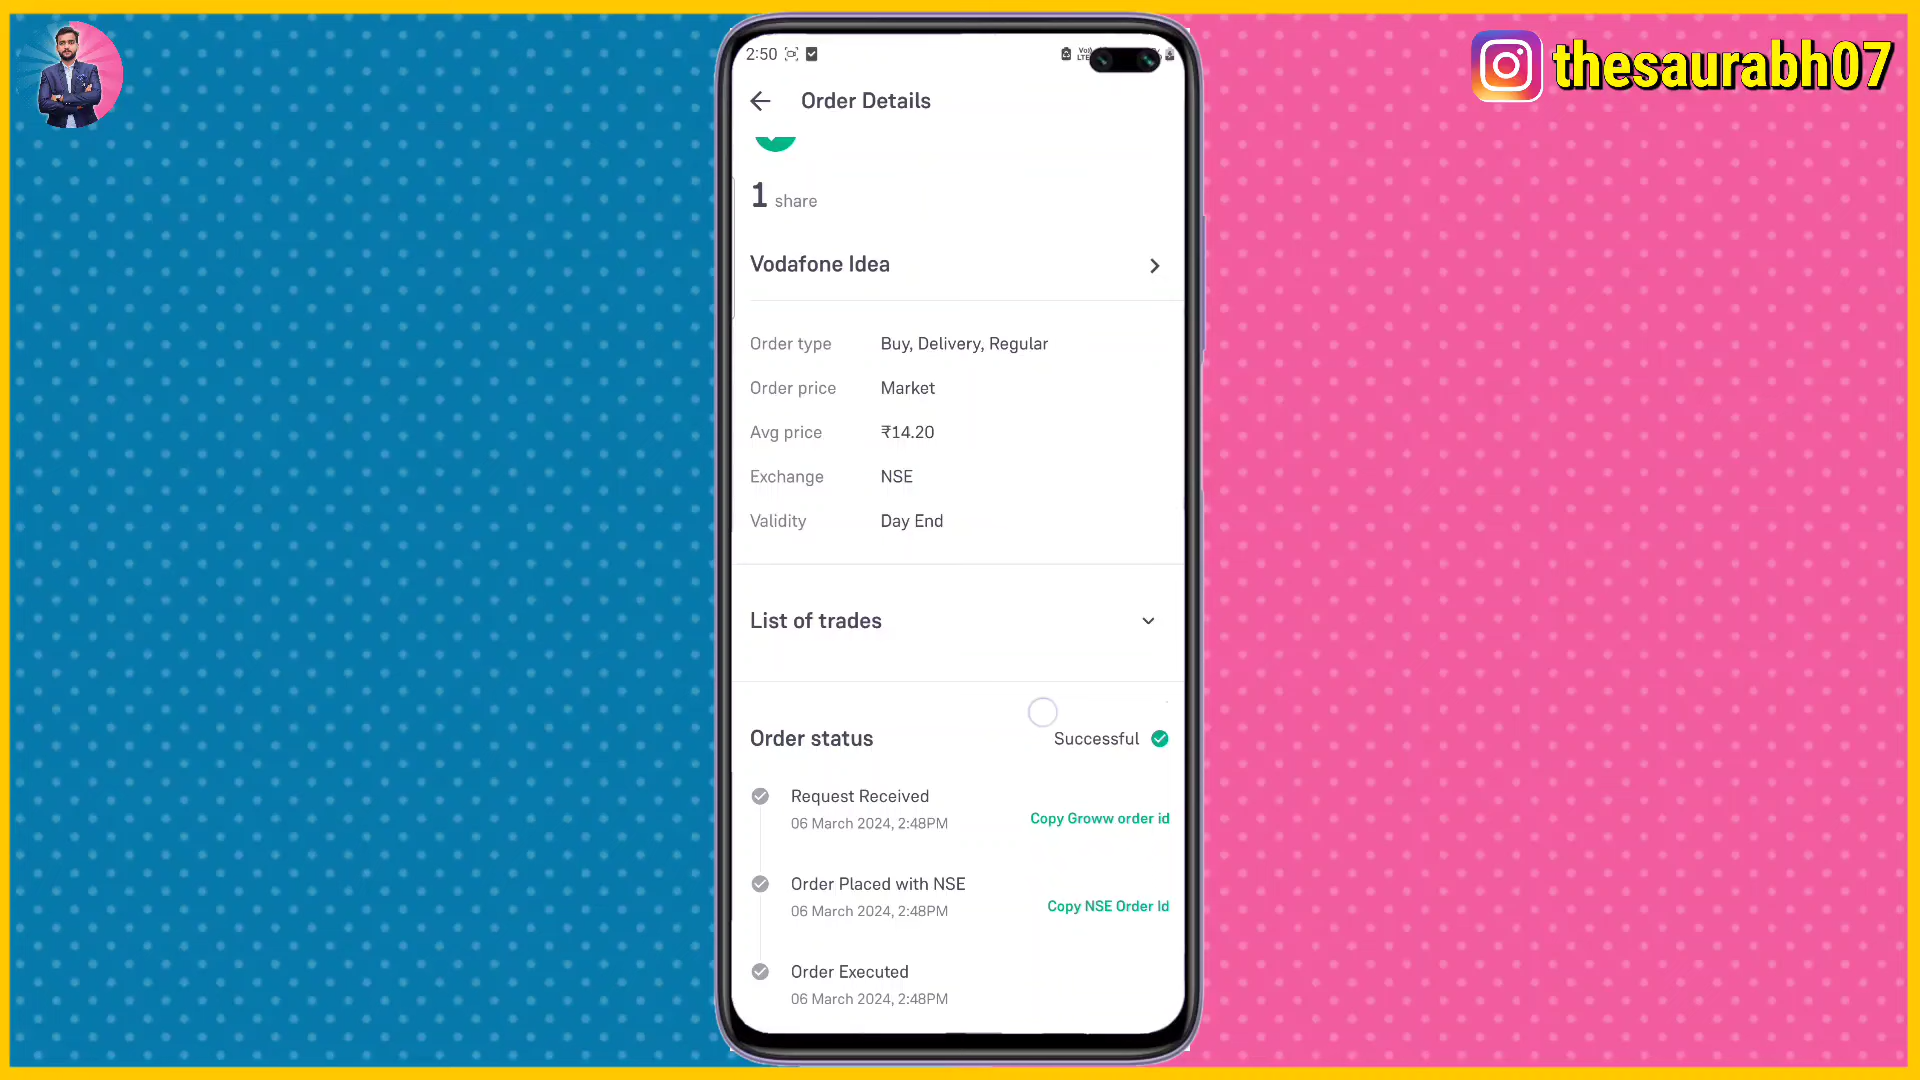 thesaurabh07
2:50
Order Details
1 share
Vodafone Idea
Order type Buy, Delivery, Regular
Order price Market
Avg price ₹14.20
Exchange NSE
Validity Day End
List of trades
Order status Successful
Request Received
06 March 2024, 2:48PM
Copy Groww order id
Order Placed with NSE
06 March 2024, 2:48PM
Copy NSE Order Id
Order Executed
06 March 2024, 2:48PM